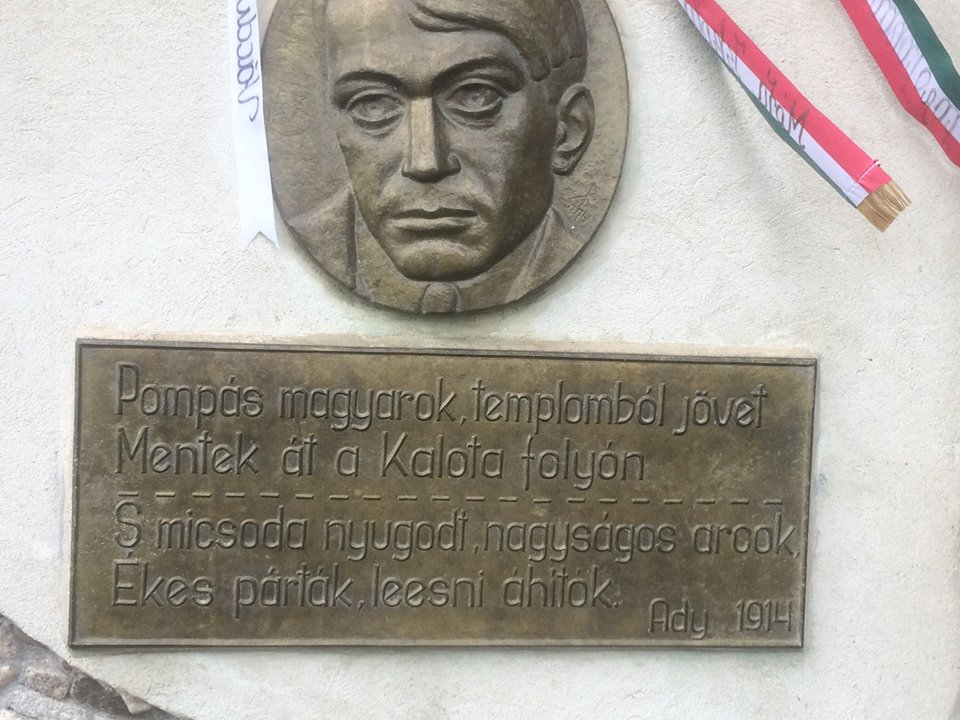 Pompás magyarok, templomból jövet
Mentek át a Kalota folyón
S̄ micsoda nyugodt, nagyságos arcok,
Ékes párták, leesni áhítók.
Ady 1914